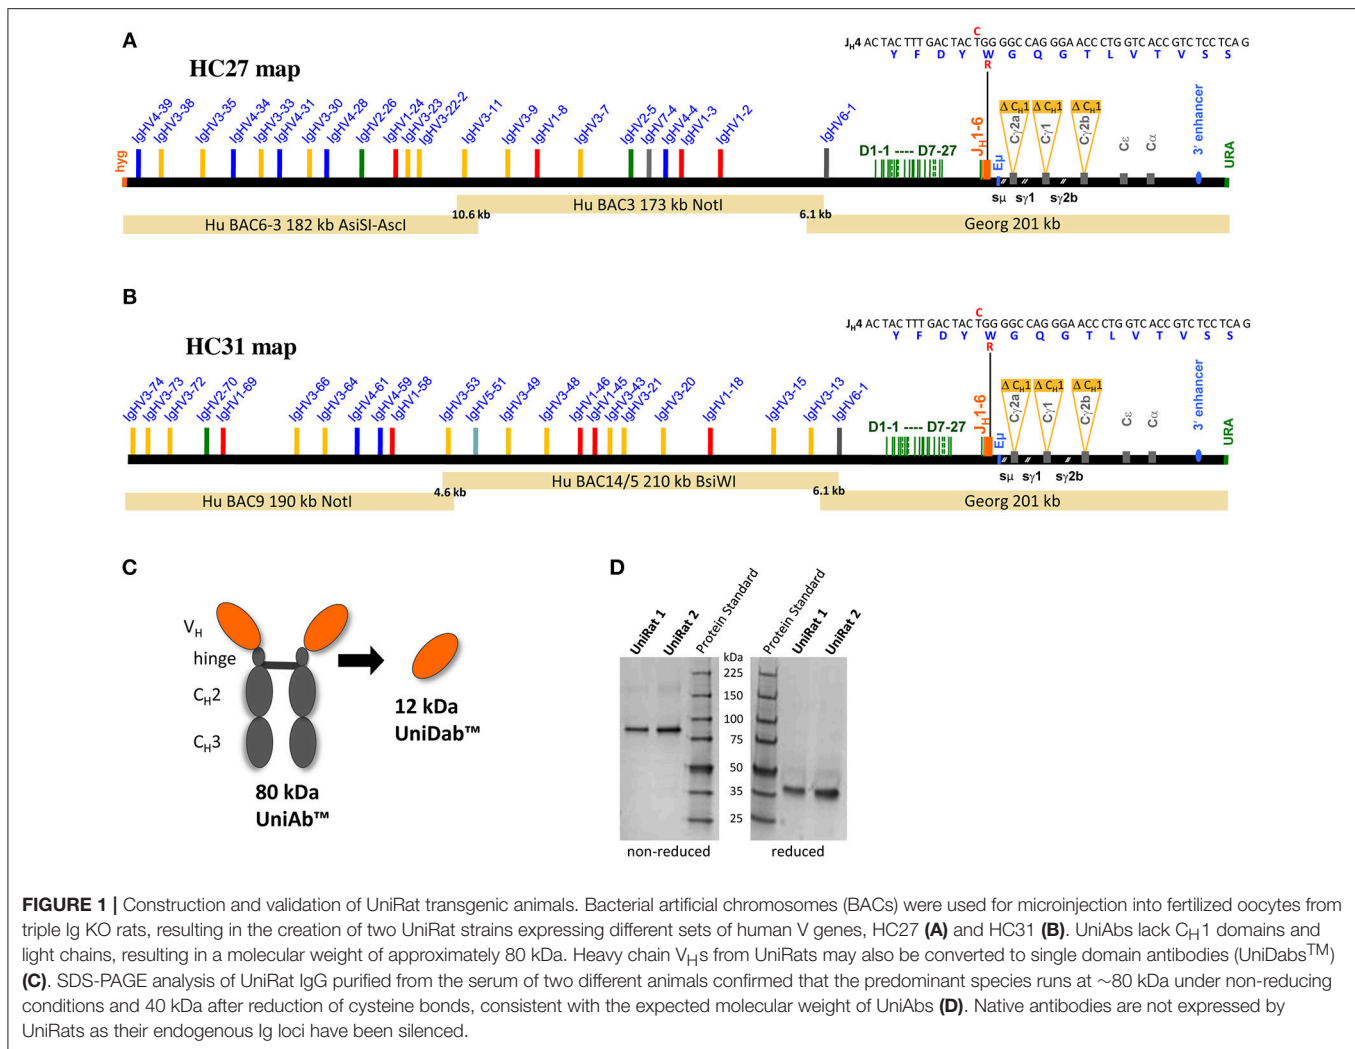 A
C
J_H4 AC TAC TTT GAC TAC TGG GGC CAG GGA ACC CTG GTC ACC GTC TCC TCA G
Y F D Y W G Q G T L V T V S S
R
HC27 map
hyg
IgHV4-39
IgHV3-38
IgHV3-35
IgHV4-34
IgHV3-33
IgHV4-31
IgHV3-30
IgHV4-28
IgHV2-26
IgHV1-24
IgHV3-23
IgHV3-22-2
IgHV3-11
IgHV3-9
IgHV1-8
IgHV3-7
IgHV2-5
IgHV7-4
IgHV4-4
IgHV1-3
IgHV1-2
IgHV6-1
D1-1 ---- D7-27
J_H1-6
Eµ
Δ C_H1
Δ C_H1
Δ C_H1
Cγ2a
Cγ1
Cγ2b
Cε
Cα
3' enhancer
URA
sµ sγ1 sγ2b
10.6 kb
Hu BAC3 173 kb NotI
6.1 kb
Hu BAC6-3 182 kb AsiSI-AscI
Georg 201 kb
B
C
J_H4 AC TAC TTT GAC TAC TGG GGC CAG GGA ACC CTG GTC ACC GTC TCC TCA G
Y F D Y W G Q G T L V T V S S
R
HC31 map
IgHV3-74
IgHV3-73
IgHV3-72
IgHV2-70
IgHV1-69
IgHV3-66
IgHV3-64
IgHV4-61
IgHV4-59
IgHV1-58
IgHV3-53
IgHV5-51
IgHV3-49
IgHV3-48
IgHV1-46
IgHV1-45
IgHV3-43
IgHV3-21
IgHV3-20
IgHV1-18
IgHV3-15
IgHV3-13
IgHV6-1
D1-1 ---- D7-27
J_H1-6
Eµ
Δ C_H1
Δ C_H1
Δ C_H1
Cγ2a
Cγ1
Cγ2b
Cε
Cα
3' enhancer
URA
sµ sγ1 sγ2b
4.6 kb
Hu BAC14/5 210 kb BsiWI
6.1 kb
Hu BAC9 190 kb NotI
Georg 201 kb
C
V_H
hinge
C_H2
C_H3
80 kDa
UniAb™
12 kDa
UniDab™
D
UniRat 1
UniRat 2
Protein Standard
kDa
225
150
100
75
50
35
25
Protein Standard
UniRat 1
UniRat 2
non-reduced
reduced
FIGURE 1 | Construction and validation of UniRat transgenic animals. Bacterial artificial chromosomes (BACs) were used for microinjection into fertilized oocytes from
triple Ig KO rats, resulting in the creation of two UniRat strains expressing different sets of human V genes, HC27 (A) and HC31 (B). UniAbs lack C_H1 domains and
light chains, resulting in a molecular weight of approximately 80 kDa. Heavy chain V_Hs from UniRats may also be converted to single domain antibodies (UniDabs™)
(C). SDS-PAGE analysis of UniRat IgG purified from the serum of two different animals confirmed that the predominant species runs at ~80 kDa under non-reducing
conditions and 40 kDa after reduction of cysteine bonds, consistent with the expected molecular weight of UniAbs (D). Native antibodies are not expressed by
UniRats as their endogenous Ig loci have been silenced.